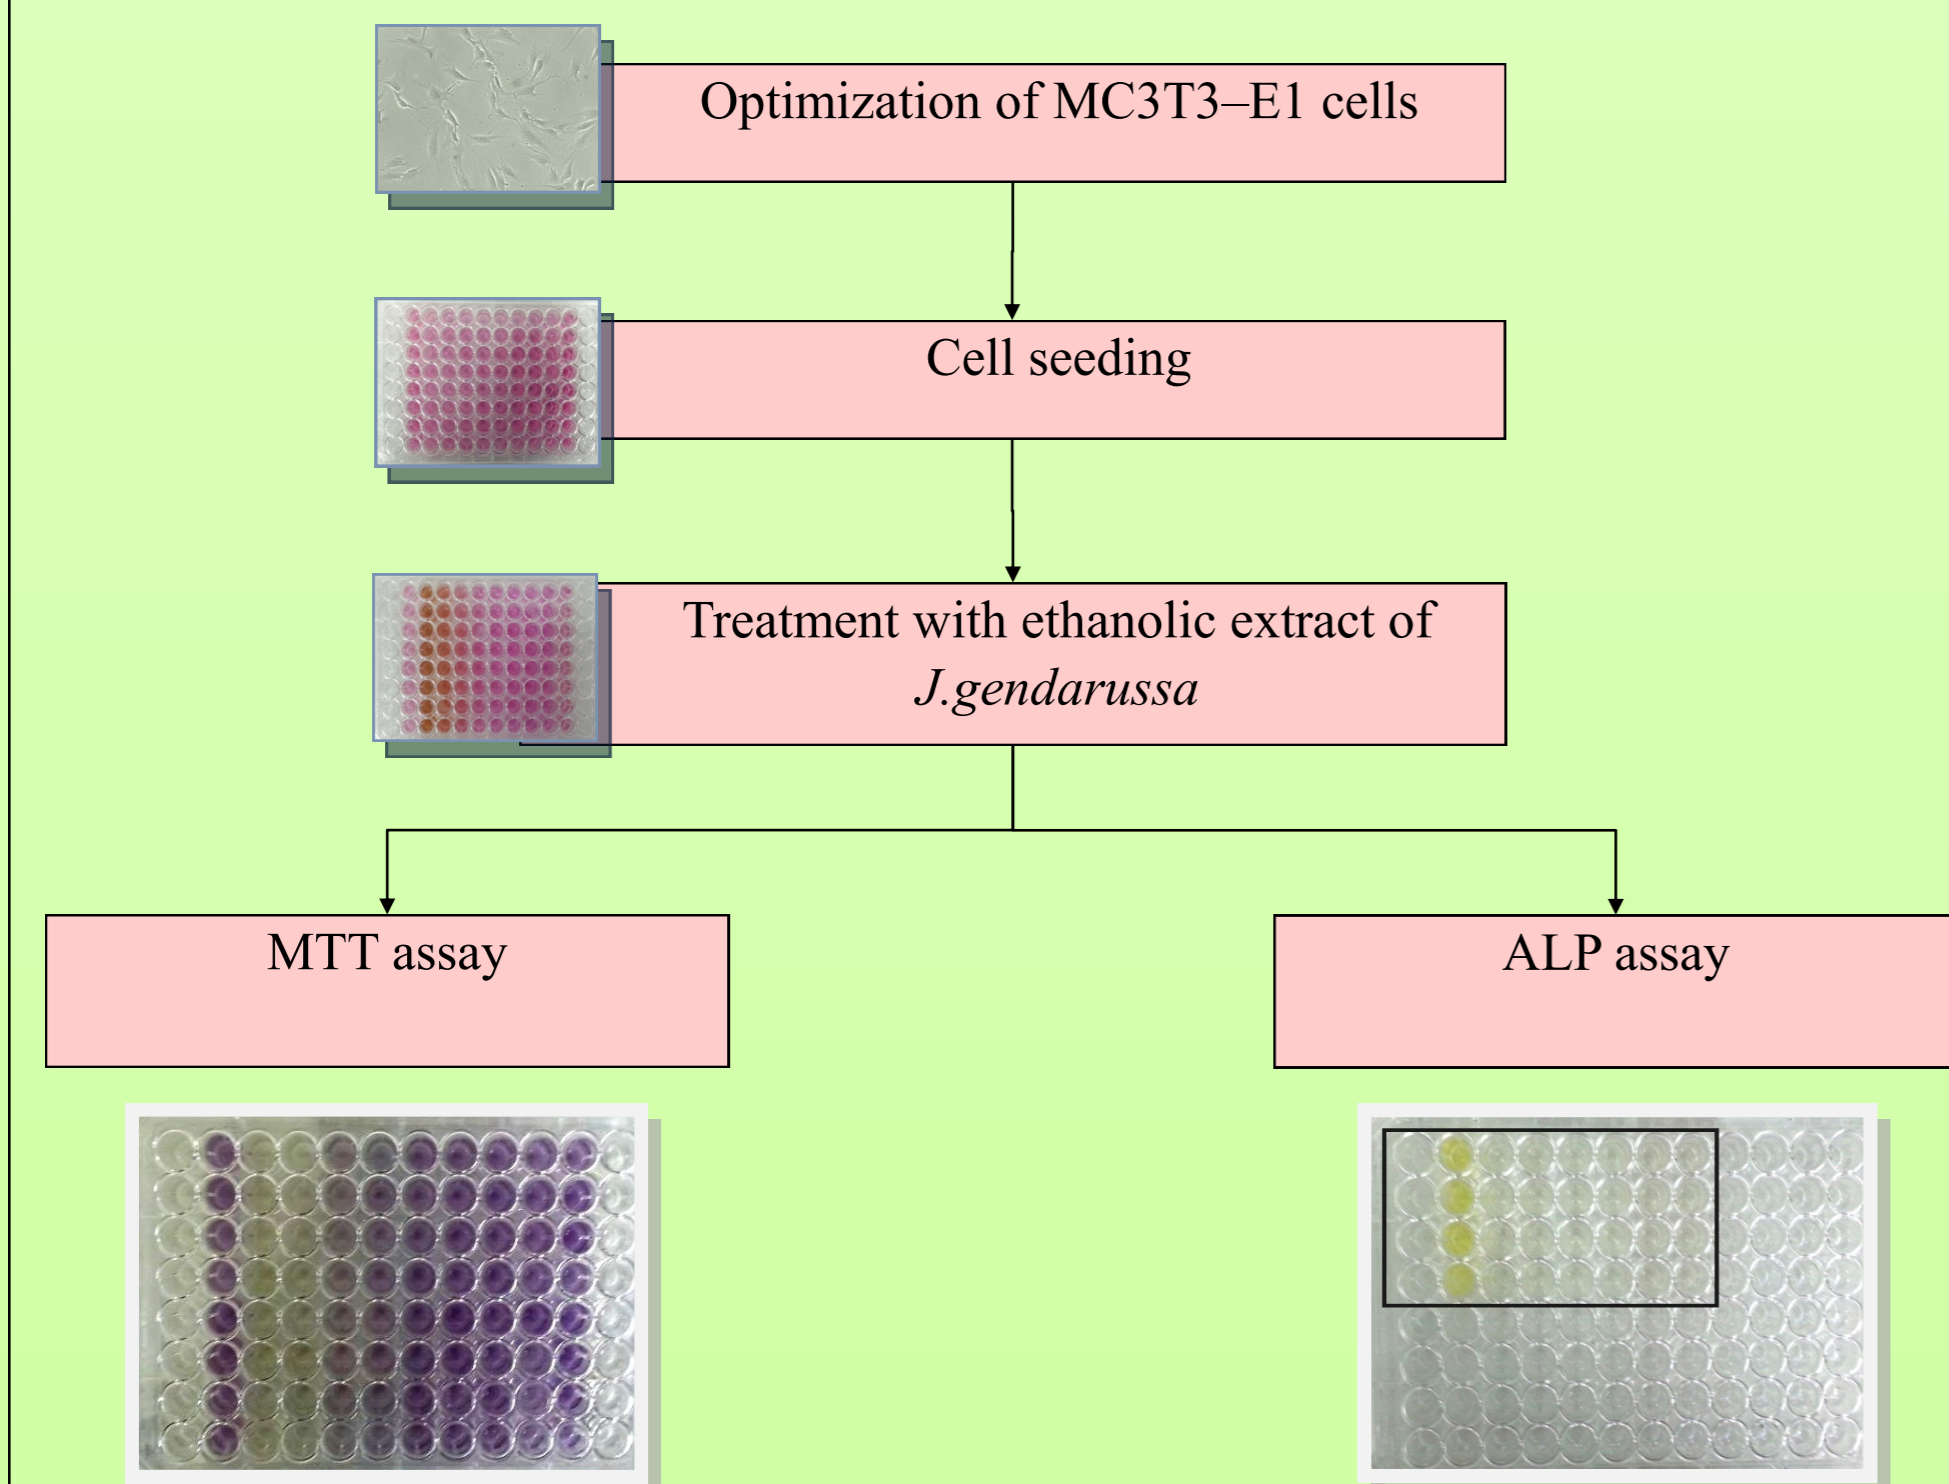 Optimization of MC3T3–E1 cells
Cell seeding
Treatment with ethanolic extract of
J.gendarussa
MTT assay
ALP assay